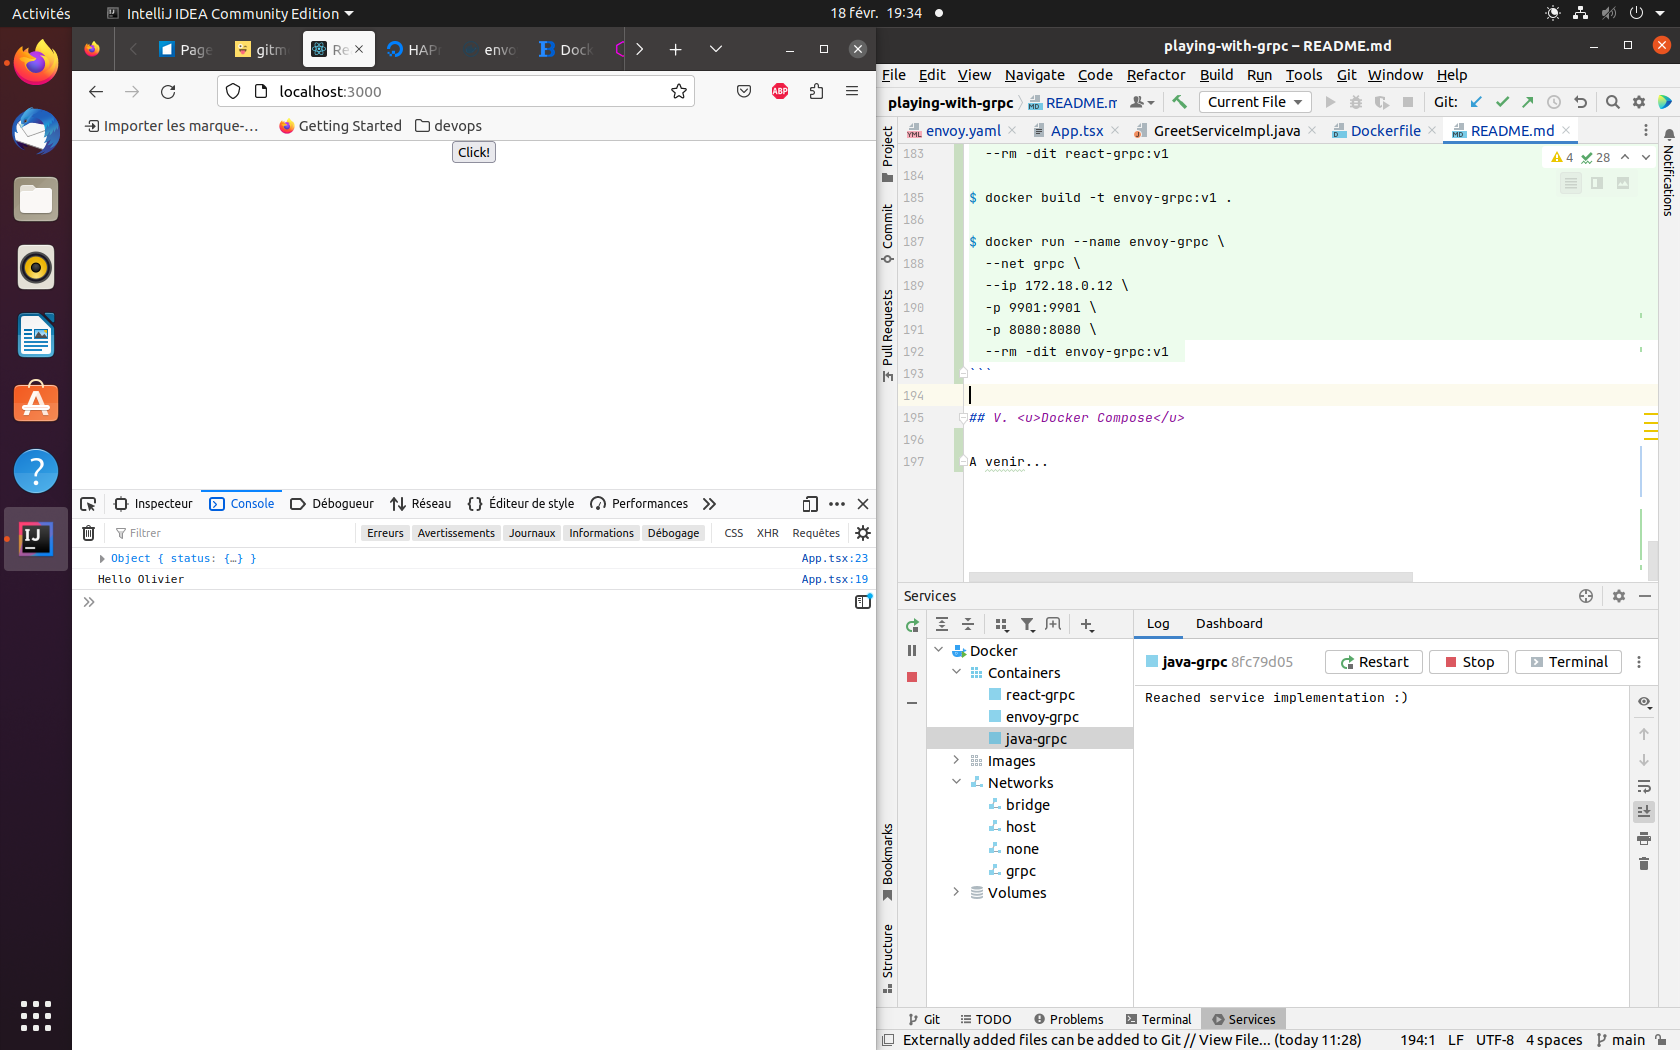 Activités
IntelliJ IDEA Community Edition
18 févr. 19:34
Page
gitm
Re
HAPr
envo
Dock
localhost:3000
ABP
Importer les marque-...
Getting Started
devops
Click!
Inspecteur
Console
Débogueur
Réseau
Éditeur de style
Performances
Filtrer
Erreurs
Avertissements
Journaux
Informations
Débogage
CSS
XHR
Requêtes
Object { status: {…} }
App.tsx:23
Hello Olivier
App.tsx:19
playing-with-grpc – README.md
File Edit View Navigate Code Refactor Build Run Tools Git Window Help
playing-with-grpc
README.m
Current File
Git:
envoy.yaml
App.tsx
GreetServiceImpl.java
Dockerfile
README.md
Project
Commit
Pull Requests
Bookmarks
Structure
Notifications
4
28
183 --rm -dit react-grpc:v1
184
185 $ docker build -t envoy-grpc:v1 .
186
187 $ docker run --name envoy-grpc \
188 --net grpc \
189 --ip 172.18.0.12 \
190 -p 9901:9901 \
191 -p 8080:8080 \
192 --rm -dit envoy-grpc:v1
193 ```
194
195 ## V. <u>Docker Compose</u>
196
197 A venir...
Services
Docker
Containers
react-grpc
envoy-grpc
java-grpc
Images
Networks
bridge
host
none
grpc
Volumes
Log
Dashboard
java-grpc 8fc79d05
Restart
Stop
Terminal
Reached service implementation :)
Git
TODO
Problems
Terminal
Services
Externally added files can be added to Git // View File... (today 11:28)
194:1
LF
UTF-8
4 spaces
main